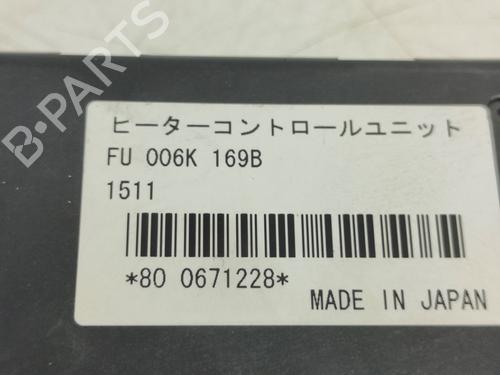 B-PARTS
ヒーターコントロールユニット
FU 006K 169B
1511
*80 0671228*
MADE IN JAPAN